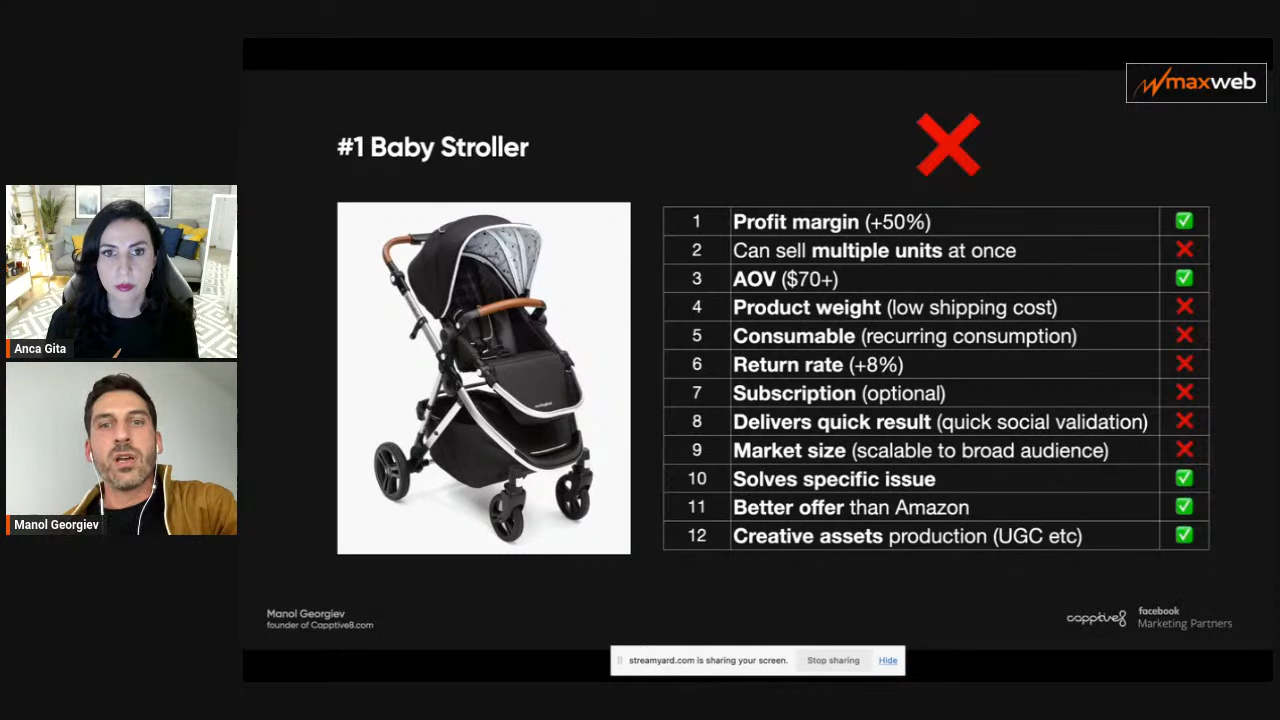 maxweb
#1 Baby Stroller
1 Profit margin (+50%)
2 Can sell multiple units at once
3 AOV ($70+)
4 Product weight (low shipping cost)
5 Consumable (recurring consumption)
6 Return rate (+8%)
7 Subscription (optional)
8 Delivers quick result (quick social validation)
9 Market size (scalable to broad audience)
10 Solves specific issue
11 Better offer than Amazon
12 Creative assets production (UGC etc)
Anca Gita
Manol Georgiev
Manol Georgiev
founder of Capptive8.com
capptive8
facebook
Marketing Partners
streamyard.com is sharing your screen. Stop sharing Hide